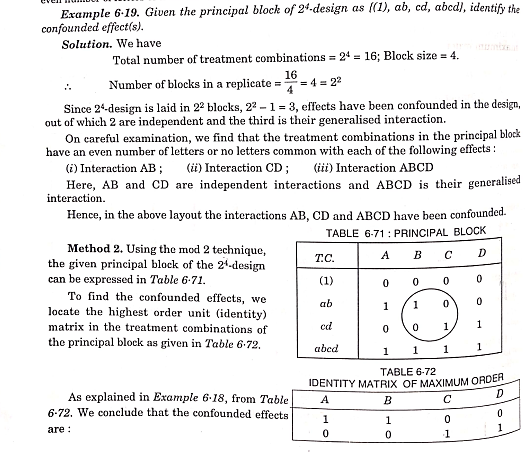 Example 6·19. Given the principal block of 2⁴-design as {(1), ab, cd, abcd}, identify the
confounded effect(s).
Solution. We have
Total number of treatment combinations = 2⁴ = 16; Block size = 4.
∴ Number of blocks in a replicate = 16/4 = 4 = 2²
Since 2⁴-design is laid in 2² blocks, 2² – 1 = 3, effects have been confounded in the design,
out of which 2 are independent and the third is their generalised interaction.
On careful examination, we find that the treatment combinations in the principal block
have an even number of letters or no letters common with each of the following effects :
(i) Interaction AB ; (ii) Interaction CD ; (iii) Interaction ABCD
Here, AB and CD are independent interactions and ABCD is their generalised
interaction.
Hence, in the above layout the interactions AB, CD and ABCD have been confounded.
Method 2. Using the mod 2 technique,
the given principal block of the 2⁴-design
can be expressed in Table 6·71.
To find the confounded effects, we
locate the highest order unit (identity)
matrix in the treatment combinations of
the principal block as given in Table 6·72.
TABLE 6·71 : PRINCIPAL BLOCK
T.C. A B C D
(1) 0 0 0 0
ab 1 1 0 0
cd 0 0 1 1
abcd 1 1 1 1
As explained in Example 6·18, from Table
6·72. We conclude that the confounded effects
are :
TABLE 6·72
IDENTITY MATRIX OF MAXIMUM ORDER
A B C D
1 1 0 0
0 0 1 1